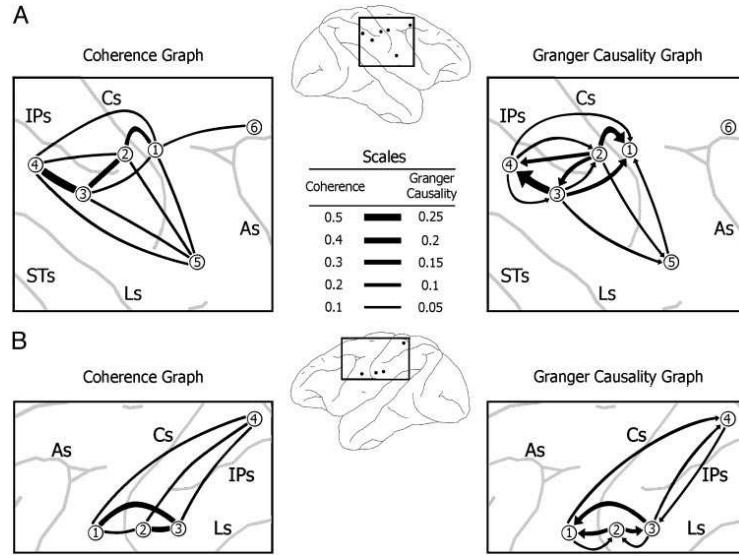 A
Coherence Graph
Granger Causality Graph
Cs
IPs
1
2
3
4
5
6
As
STs
Ls
Scales
Coherence Granger Causality
0.5 0.25
0.4 0.2
0.3 0.15
0.2 0.1
0.1 0.05
Cs
IPs
1
2
3
4
5
6
As
STs
Ls
B
Coherence Graph
Granger Causality Graph
As
Cs
IPs
Ls
1
2
3
4
As
Cs
IPs
Ls
1
2
3
4